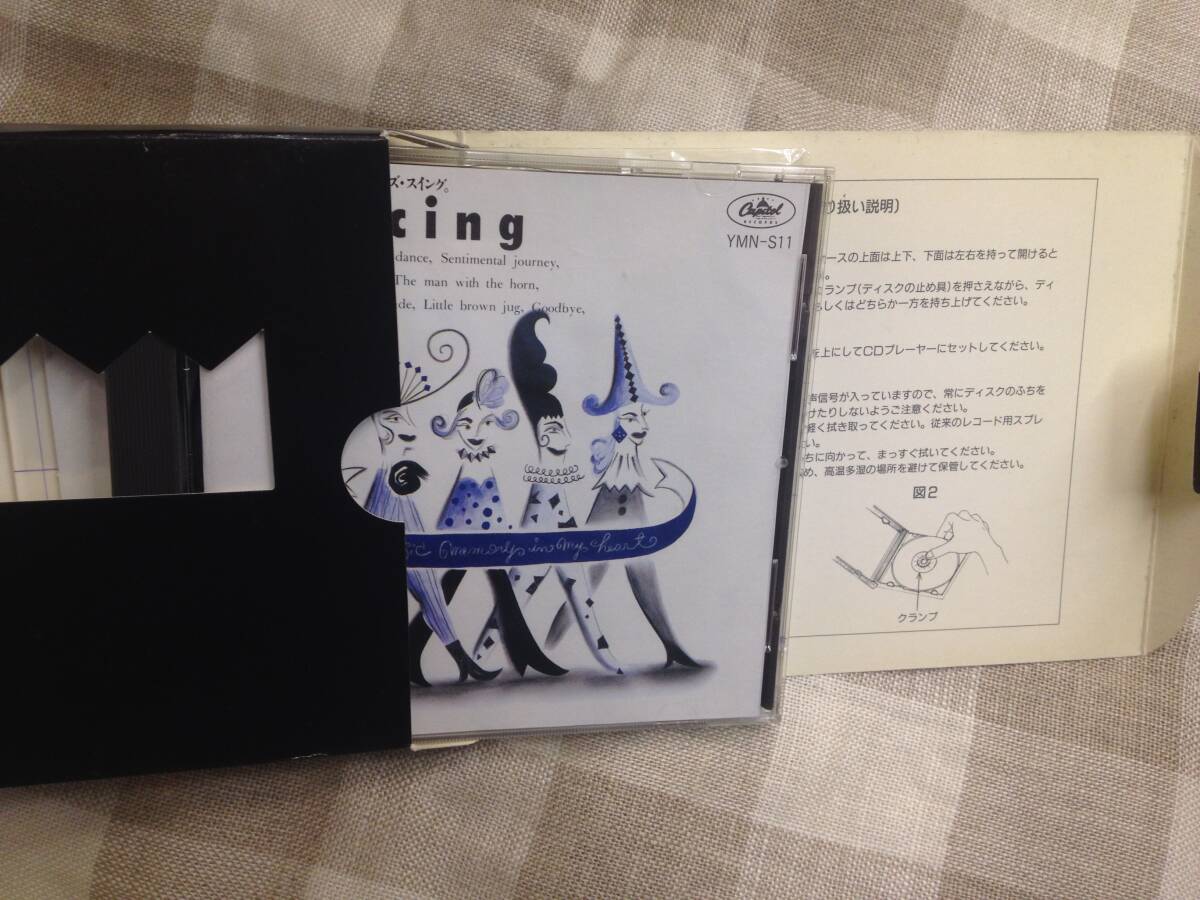 ズ・スイング。
cing
Capitol
RECORDS
YMN-S11
dance, Sentimental journey,
The man with the horn,
Little brown jug, Goodbye,
Memorys in my heart
り扱い説明）
ースの上面は上下、下面は左右を持って開けると
。
ランプ(ディスクの止め具)を押さえながら、ディ
しくはどちらか一方を持ち上げてください。
を上にしてCDプレーヤーにセットしてください。
声信号が入っていますので、常にディスクのふちを
けたりしないようご注意ください。
軽く拭き取ってください。従来のレコード用スプレ
い。
ちに向かって、まっすぐ拭いてください。
め、高温多湿の場所を避けて保管してください。
図2
クランプ